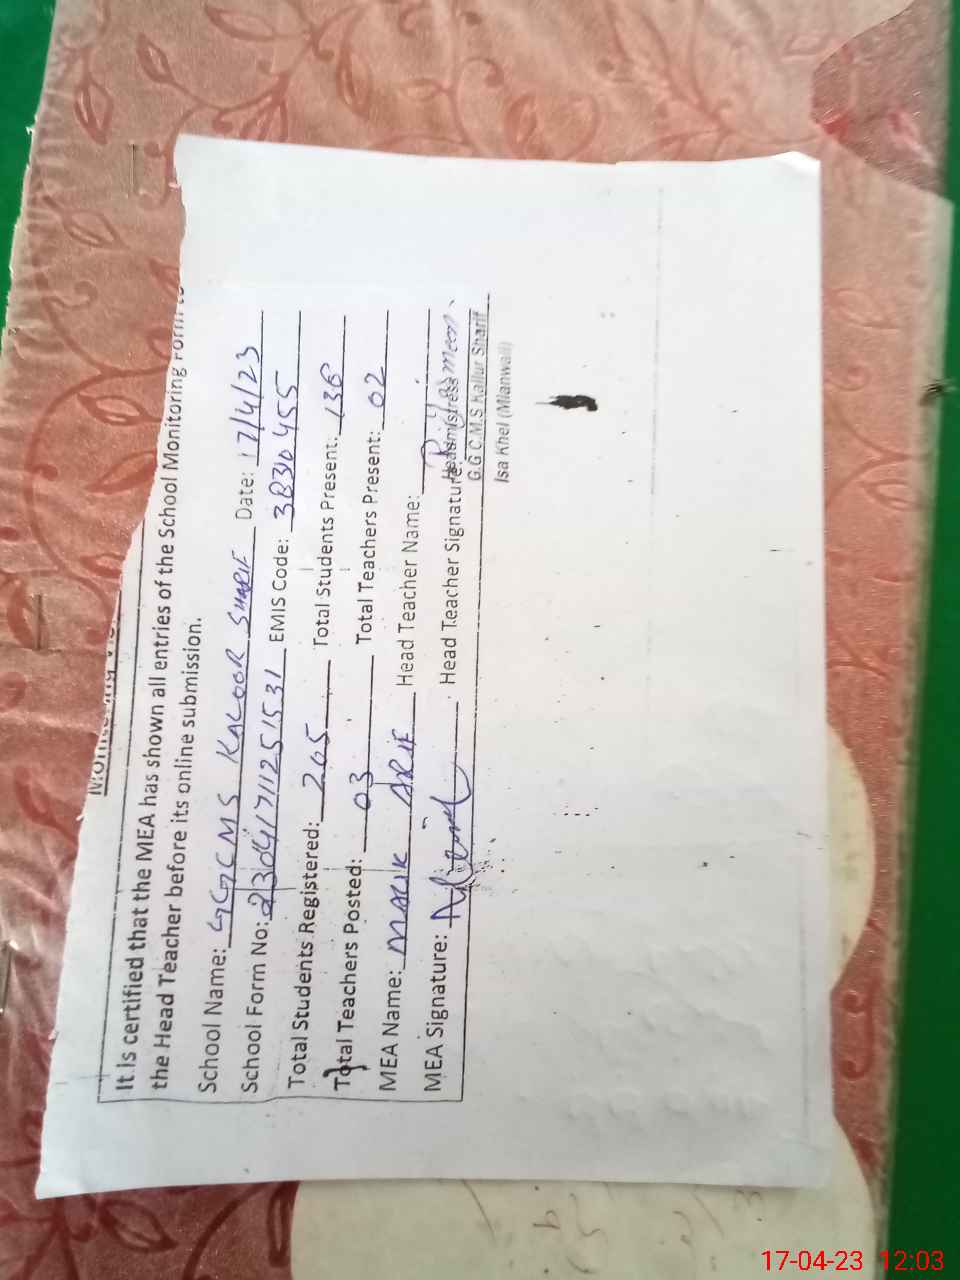 It is certified that the MEA has shown all entries of the School Monitoring Form to
the Head Teacher before its online submission.
School Name: GGCMS KALOOR SHARIF Date: 17/4/23
School Form No: 23041711251531 EMIS Code: 38310455
Total Students Registered: 205 Total Students Present: 136
Total Teachers Posted: 03 Total Teachers Present: 02
MEA Name: MALIK ARIF Head Teacher Name:
MEA Signature: Head Teacher Signature:
Headmistress
G.G.C.M.S Kallur Sharif
Isa Khel (Mianwali)
17-04-23 12:03